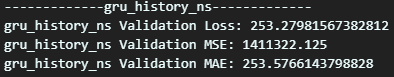 -------------gru_history_ns-------------
gru_history_ns Validation Loss: 253.27981567382812
gru_history_ns Validation MSE: 1411322.125
gru_history_ns Validation MAE: 253.5766143798828